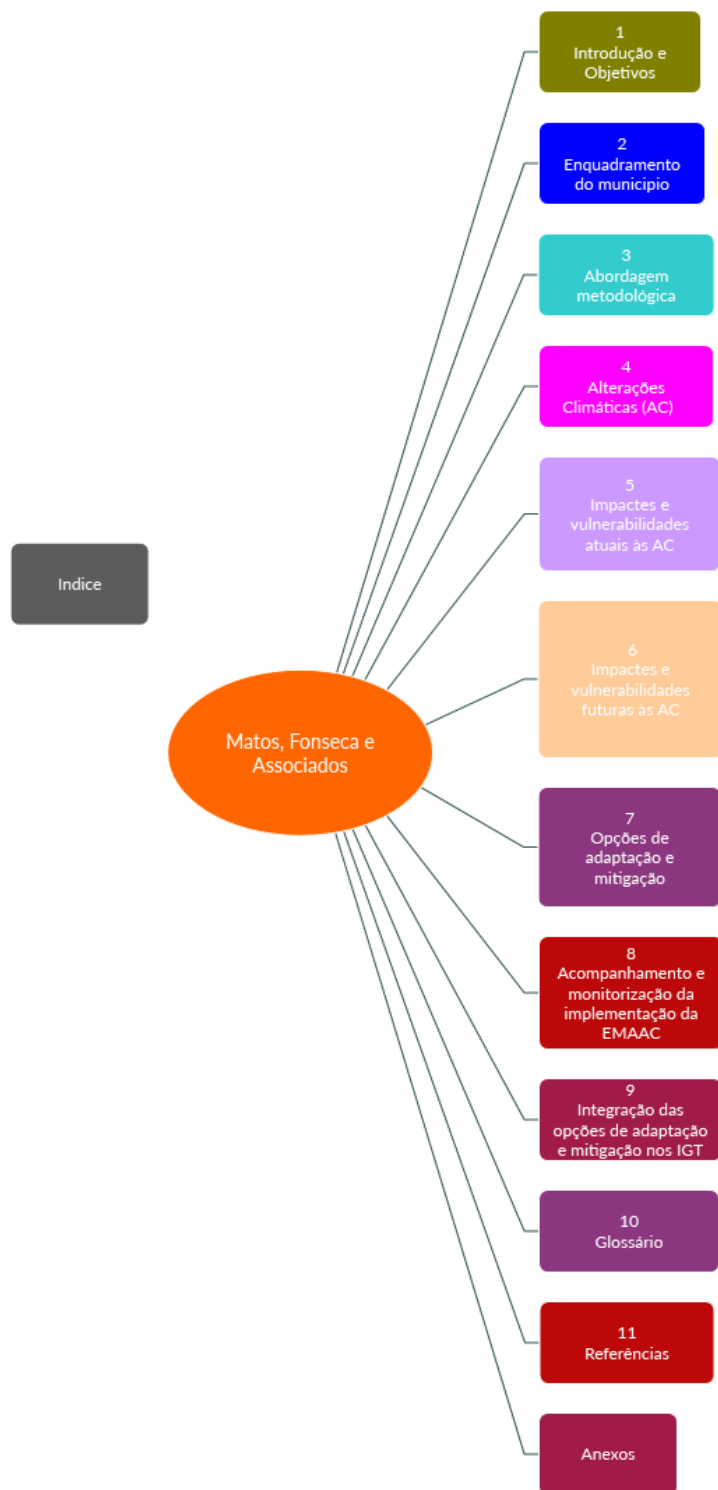 1
Introdução e
Objetivos
2
Enquadramento
do municipio
3
Abordagem
metodológica
4
Alterações
Climáticas (AC)
5
Impactes e
vulnerabilidades
atuais às AC
Indice
6
Impactes e
vulnerabilidades
futuras às AC
Matos, Fonseca e
Associados
7
Opções de
adaptação e
mitigação
8
Acompanhamento e
monitorização da
implementação da
EMAAC
9
Integração das
opções de adaptação
e mitigação nos IGT
10
Glossário
11
Referências
Anexos